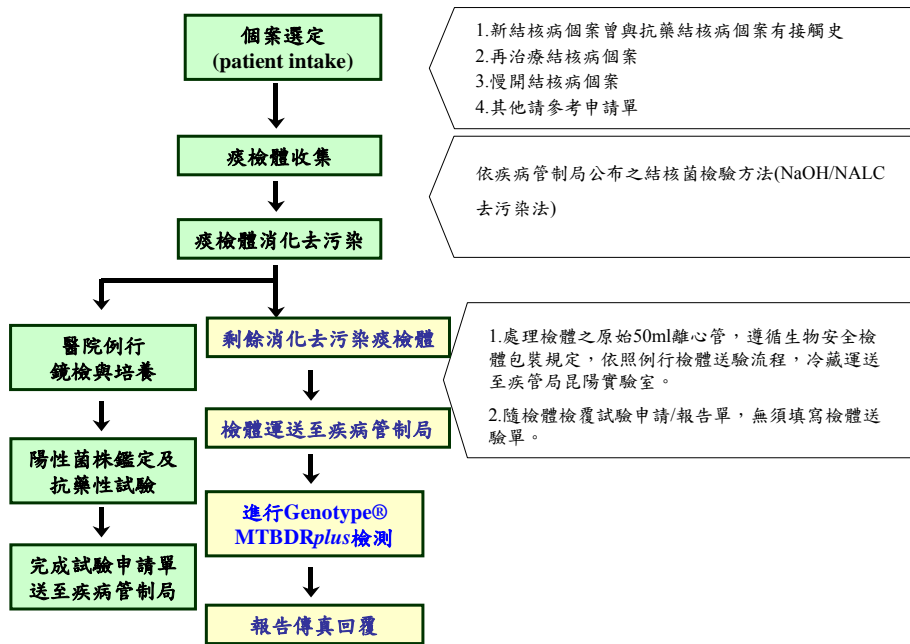 個案選定
(patient intake)
1.新結核病個案曾與抗藥結核病個案有接觸史
2.再治療結核病個案
3.慢開結核病個案
4.其他請參考申請單
痰檢體收集
依疾病管制局公布之結核菌檢驗方法(NaOH/NALC
去污染法)
痰檢體消化去污染
醫院例行
鏡檢與培養
剩餘消化去污染痰檢體
1.處理檢體之原始50ml離心管，遵循生物安全檢
體包裝規定，依照例行檢體送驗流程，冷藏運送
至疾管局昆陽實驗室。
2.隨檢體檢覆試驗申請/報告單，無須填寫檢體送
驗單。
檢體運送至疾病管制局
陽性菌株鑑定及
抗藥性試驗
進行Genotype®
MTBDRplus檢測
完成試驗申請單
送至疾病管制局
報告傳真回覆